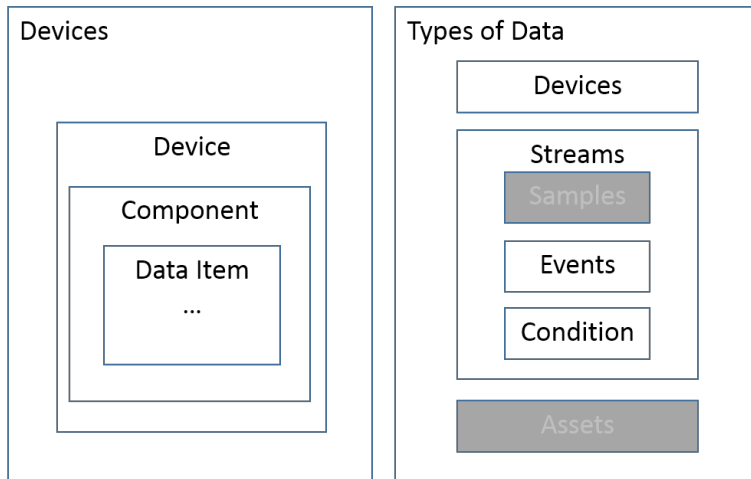 Devices
Device
Component
Data Item
...
Types of Data
Devices
Streams
Samples
Events
Condition
Assets